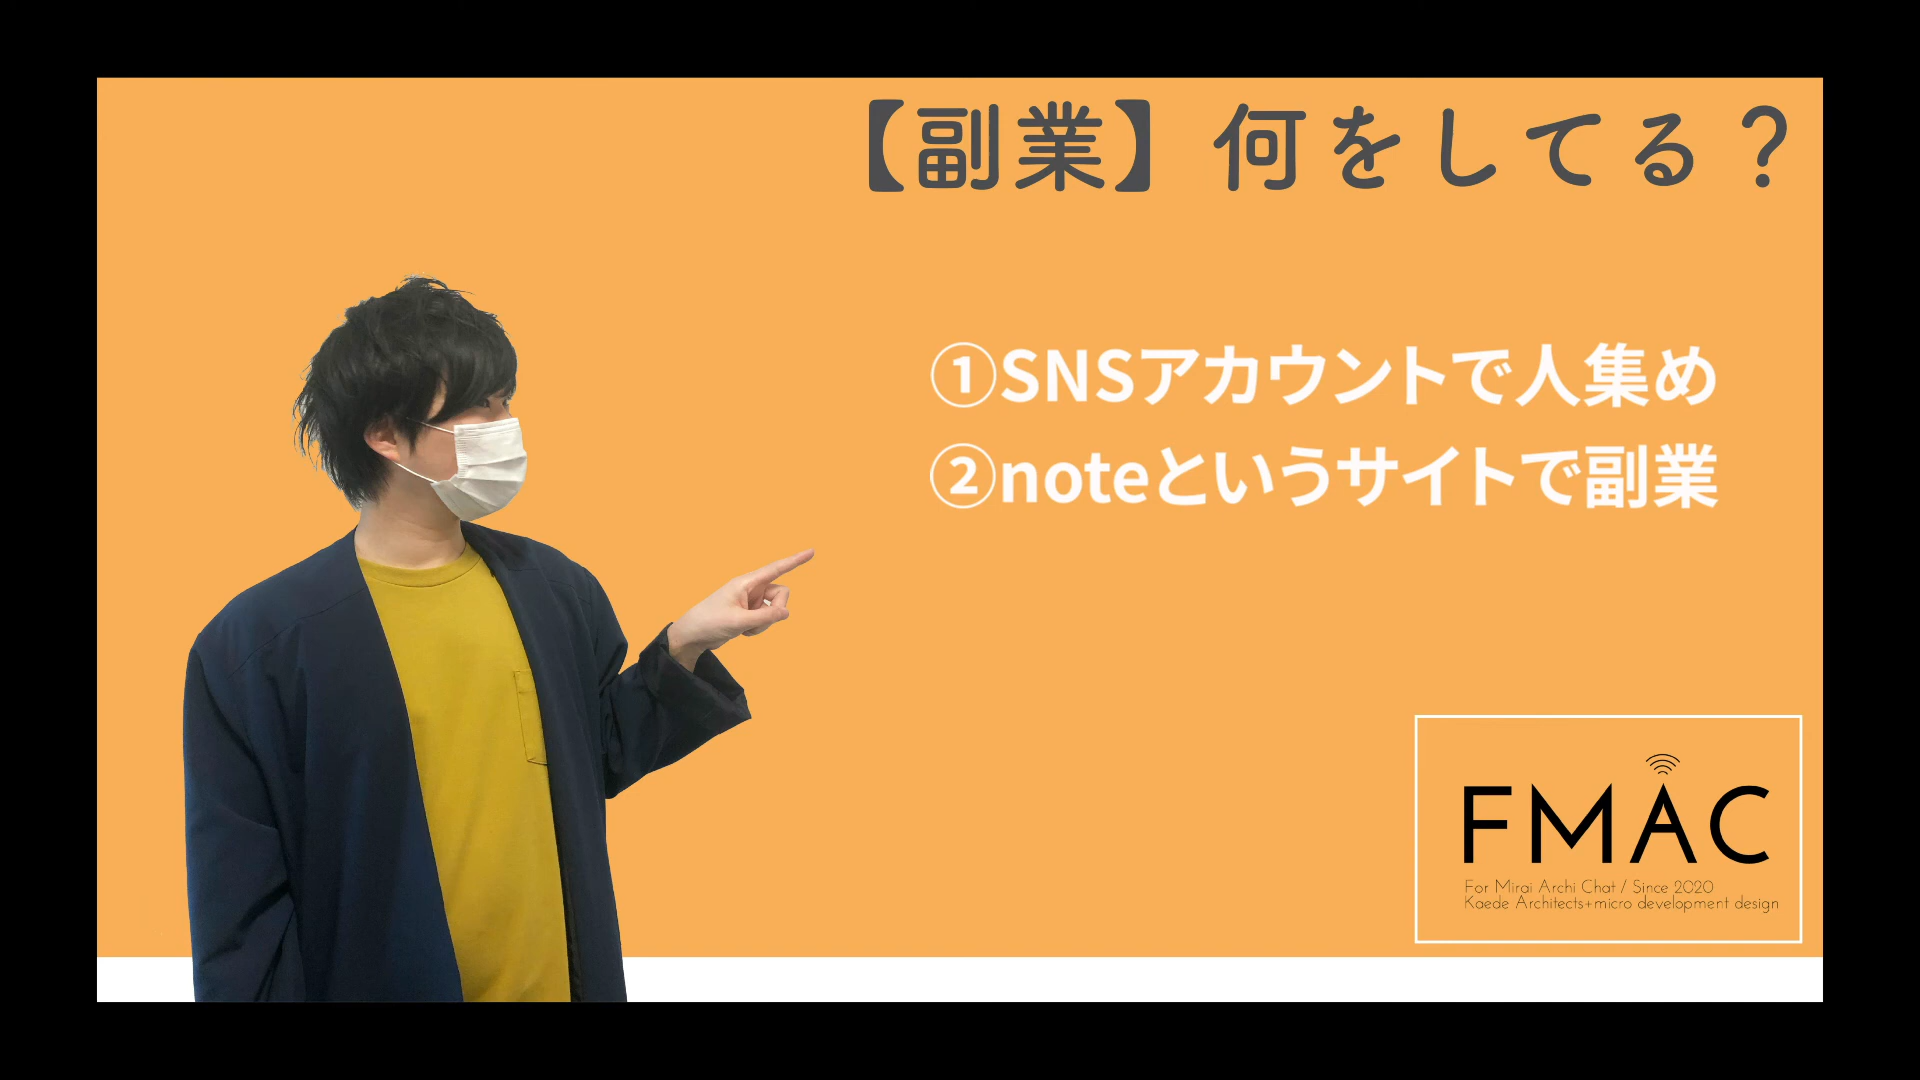 【副業】何をしてる？
①SNSアカウントで人集め
②noteというサイトで副業
FMAC
For Mirai Archi Chat / Since 2020
Kaede Architects+micro development design